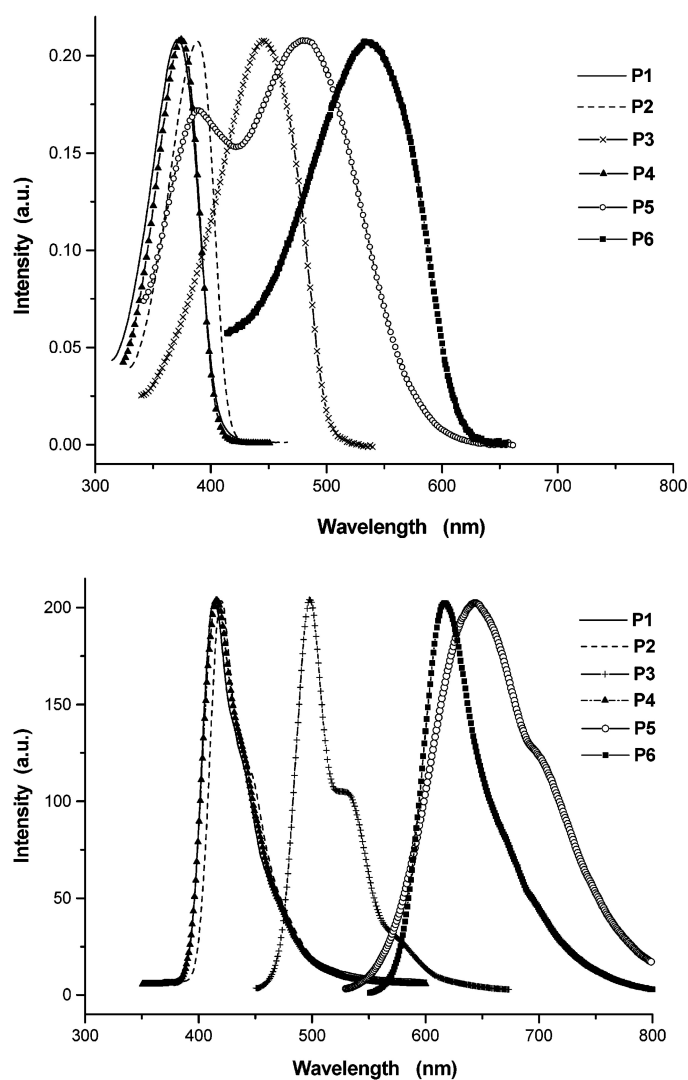 0.20
0.15
0.10
0.05
0.00
Intensity (a.u.)
P1
P2
P3
P4
P5
P6
300 400 500 600 700 800
Wavelength (nm)
200
150
100
50
0
Intensity (a.u.)
P1
P2
P3
P4
P5
P6
300 400 500 600 700 800
Wavelength (nm)